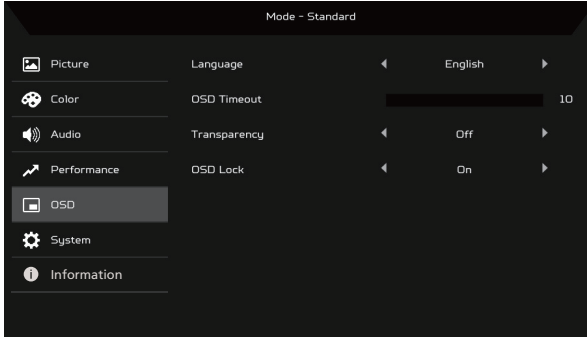 Mode - Standard
Picture
Language English
Color
OSD Timeout 10
Audio
Transparency Off
Performance
OSD Lock On
OSD
System
Information